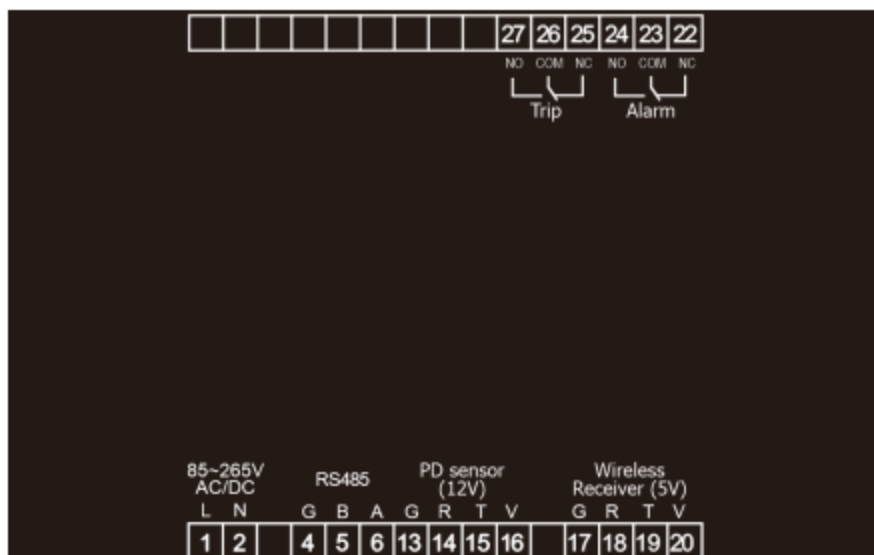 27 26 25 24 23 22
NO COM NC NO COM NC
Trip Alarm
85~265V
AC/DC
RS485
PD sensor
(12V)
Wireless
Receiver (5V)
L N G B A G R T V G R T V
1 2 4 5 6 13 14 15 16 17 18 19 20